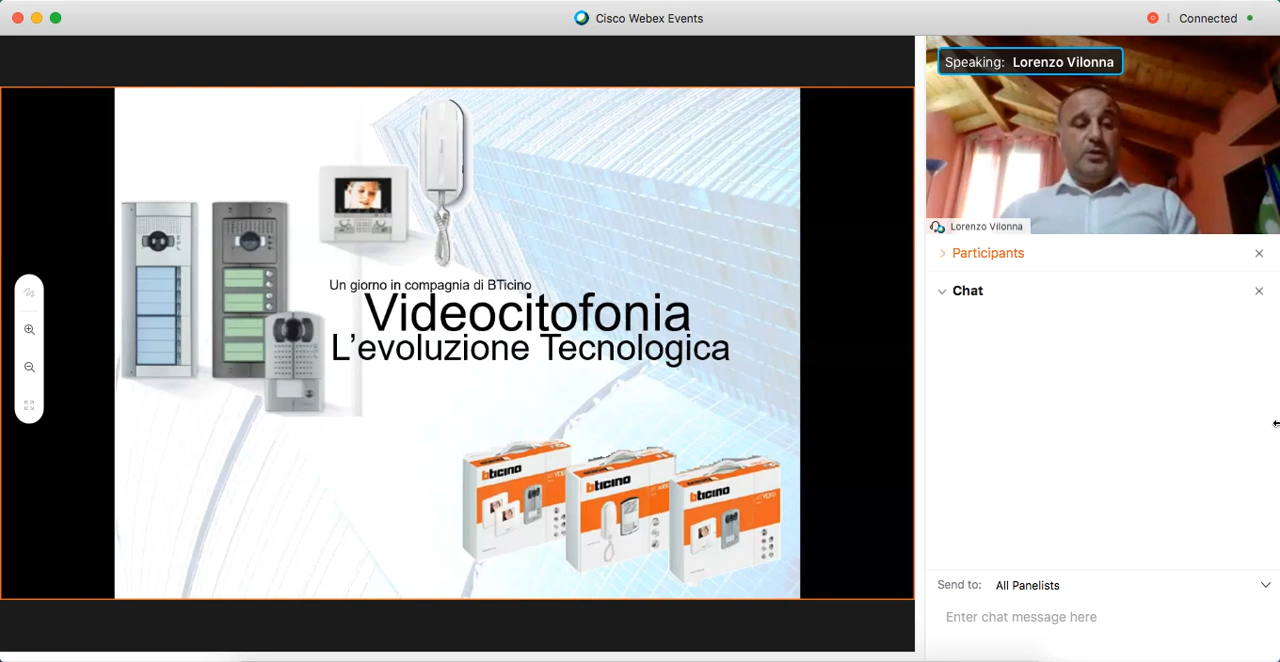 Cisco Webex Events
Connected
Speaking: Lorenzo Vilonna
Lorenzo Vilonna
Participants
Chat
Un giorno in compagnia di BTicino
Videocitofonia
L'evoluzione Tecnologica
bticino
bticino
bticino
Send to: All Panelists
Enter chat message here